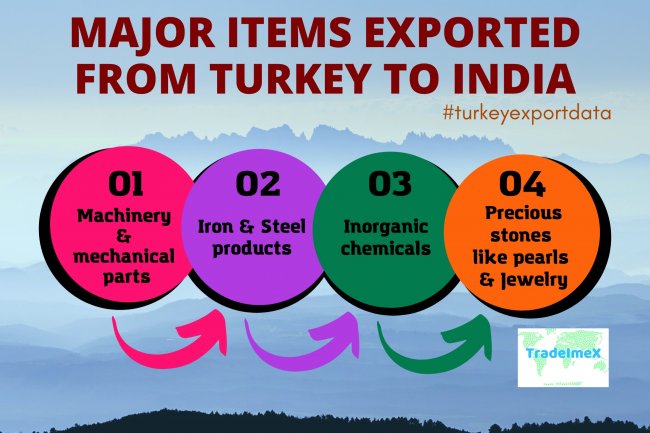 MAJOR ITEMS EXPORTED
FROM TURKEY TO INDIA
#turkeyexportdata
01
Machinery
&
mechanical
parts
02
Iron & Steel
products
03
Inorganic
chemicals
04
Precious
stones
like pearls
& Jewelry
TradeImeX